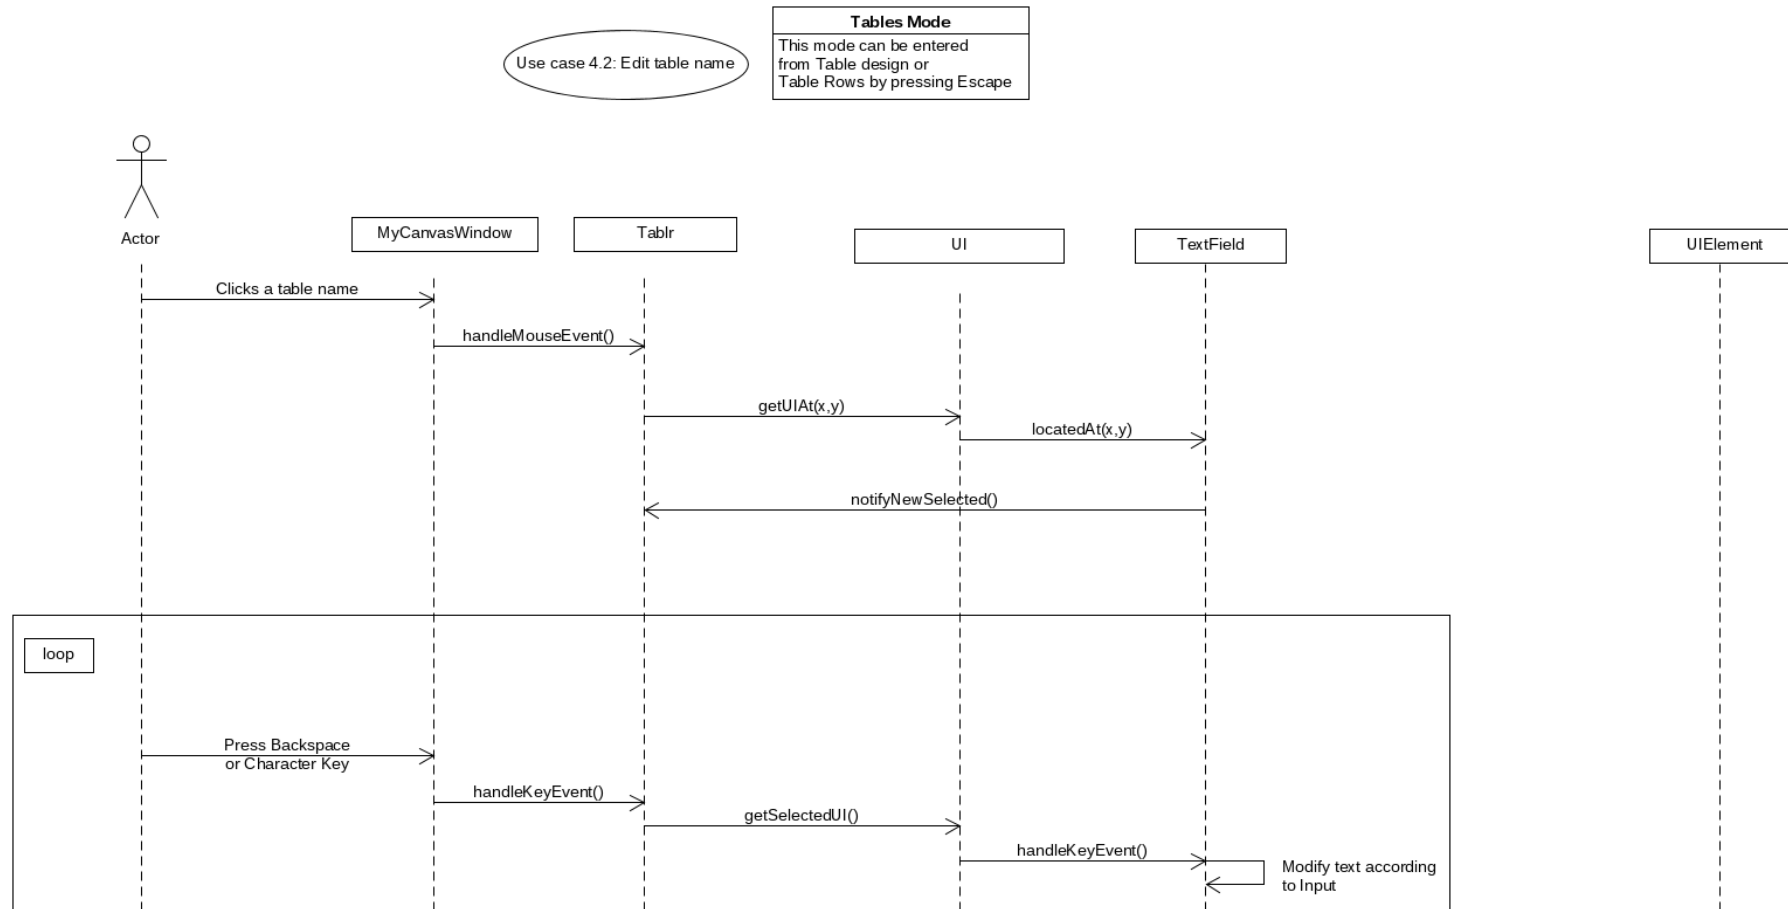 Tables Mode
Use case 4.2: Edit table name
This mode can be entered
from Table design or
Table Rows by pressing Escape
Actor
MyCanvasWindow
Tablr
UI
TextField
UIElement
Clicks a table name
handleMouseEvent()
getUIAt(x,y)
locatedAt(x,y)
notifyNewSelected()
loop
Press Backspace
or Character Key
handleKeyEvent()
getSelectedUI()
handleKeyEvent()
Modify text according
to Input